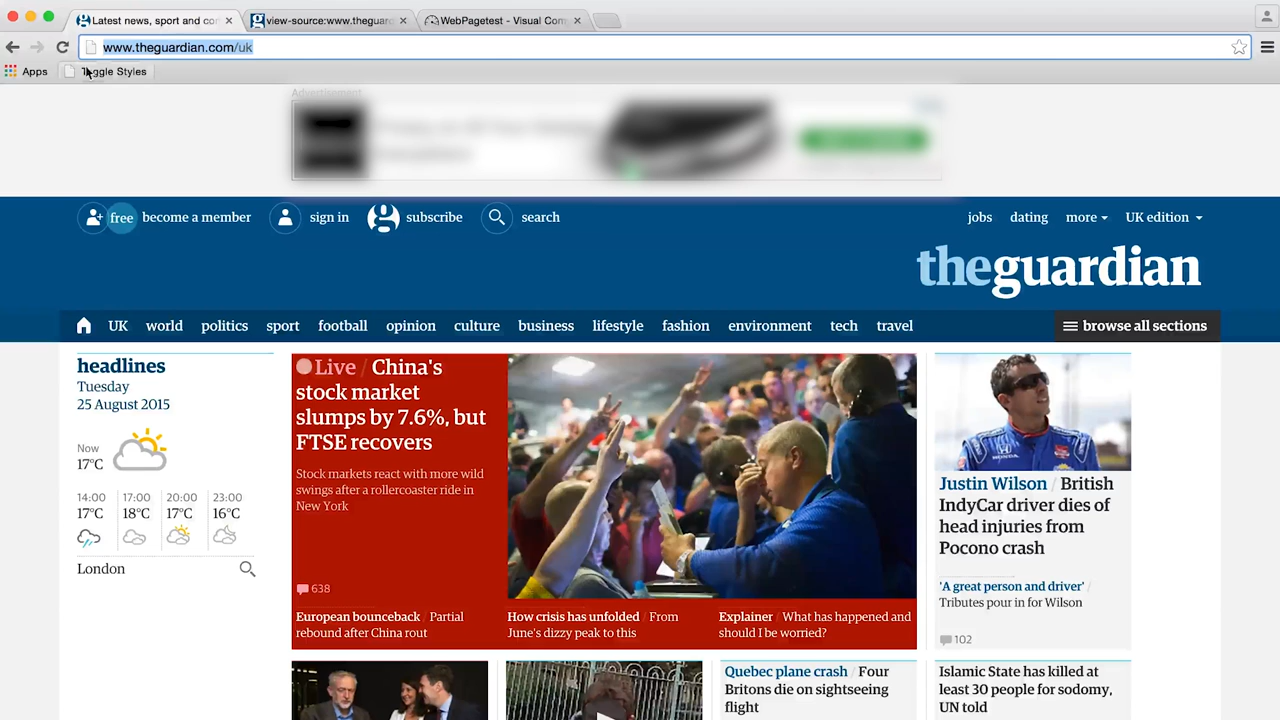 Latest news, sport and co
view-source:www.theguard
WebPagetest - Visual Com
www.theguardian.com/uk
Apps
Toggle Styles
Advertisement
free become a member
sign in
subscribe
search
jobs
dating
more
UK edition
theguardian
UK
world
politics
sport
football
opinion
culture
business
lifestyle
fashion
environment
tech
travel
browse all sections
headlines
Tuesday
25 August 2015
Now
17°C
14:00 17:00 20:00 23:00
17°C 18°C 17°C 16°C
London
Live / China's
stock market
slumps by 7.6%, but
FTSE recovers
Stock markets react with more wild
swings after a rollercoaster ride in
New York
638
European bounceback / Partial
rebound after China rout
How crisis has unfolded / From
June's dizzy peak to this
Explainer / What has happened and
should I be worried?
HONDA
Justin Wilson / British
IndyCar driver dies of
head injuries from
Pocono crash
'A great person and driver' /
Tributes pour in for Wilson
102
Quebec plane crash / Four
Britons die on sightseeing
flight
Islamic State has killed at
least 30 people for sodomy,
UN told